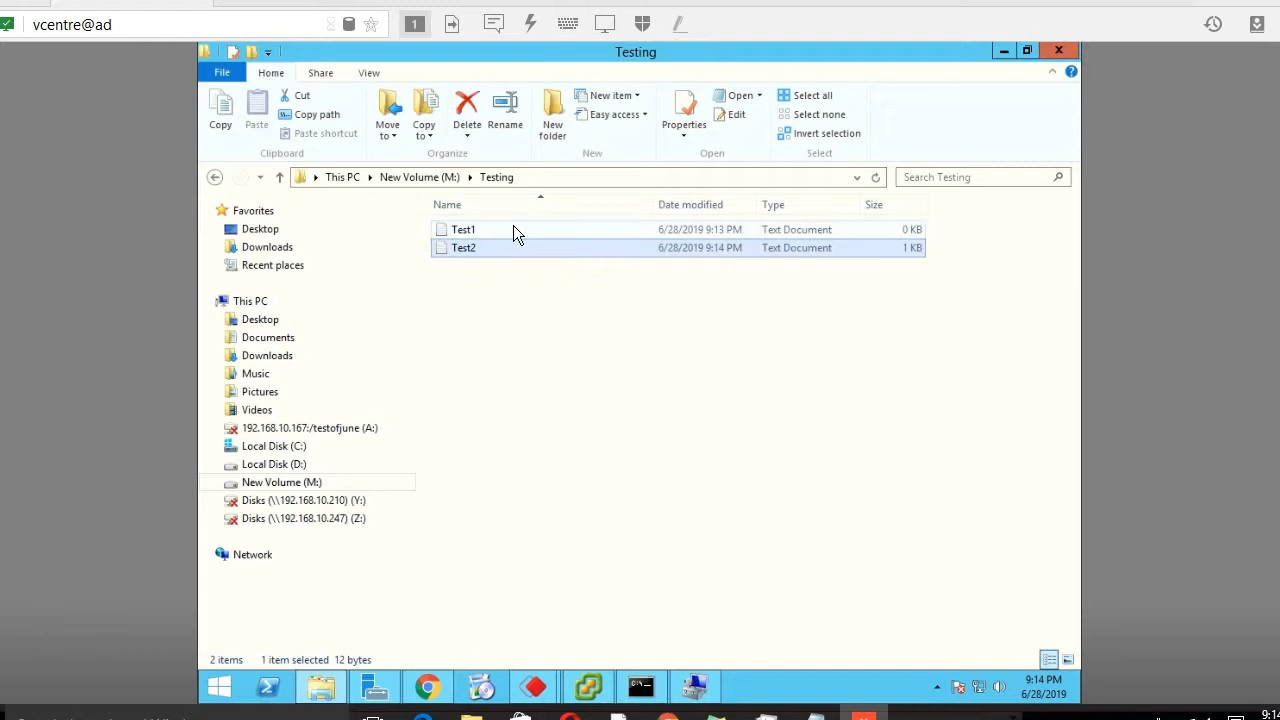 vcentre@ad
1
Testing
File Home Share View
Copy
Paste
Cut
Copy path
Paste shortcut
Clipboard
Move to
Copy to
Delete
Rename
Organize
New folder
New item
Easy access
New
Properties
Open
Edit
Open
Select all
Select none
Invert selection
Select
This PC New Volume (M:) Testing
Search Testing
Name Date modified Type Size
Test1 6/28/2019 9:13 PM Text Document 0 KB
Test2 6/28/2019 9:14 PM Text Document 1 KB
Favorites
Desktop
Downloads
Recent places
This PC
Desktop
Documents
Downloads
Music
Pictures
Videos
192.168.10.167:/testofjune (A:)
Local Disk (C:)
Local Disk (D:)
New Volume (M:)
Disks (\\192.168.10.210) (Y:)
Disks (\\192.168.10.247) (Z:)
Network
2 items 1 item selected 12 bytes
9:14 PM
6/28/2019